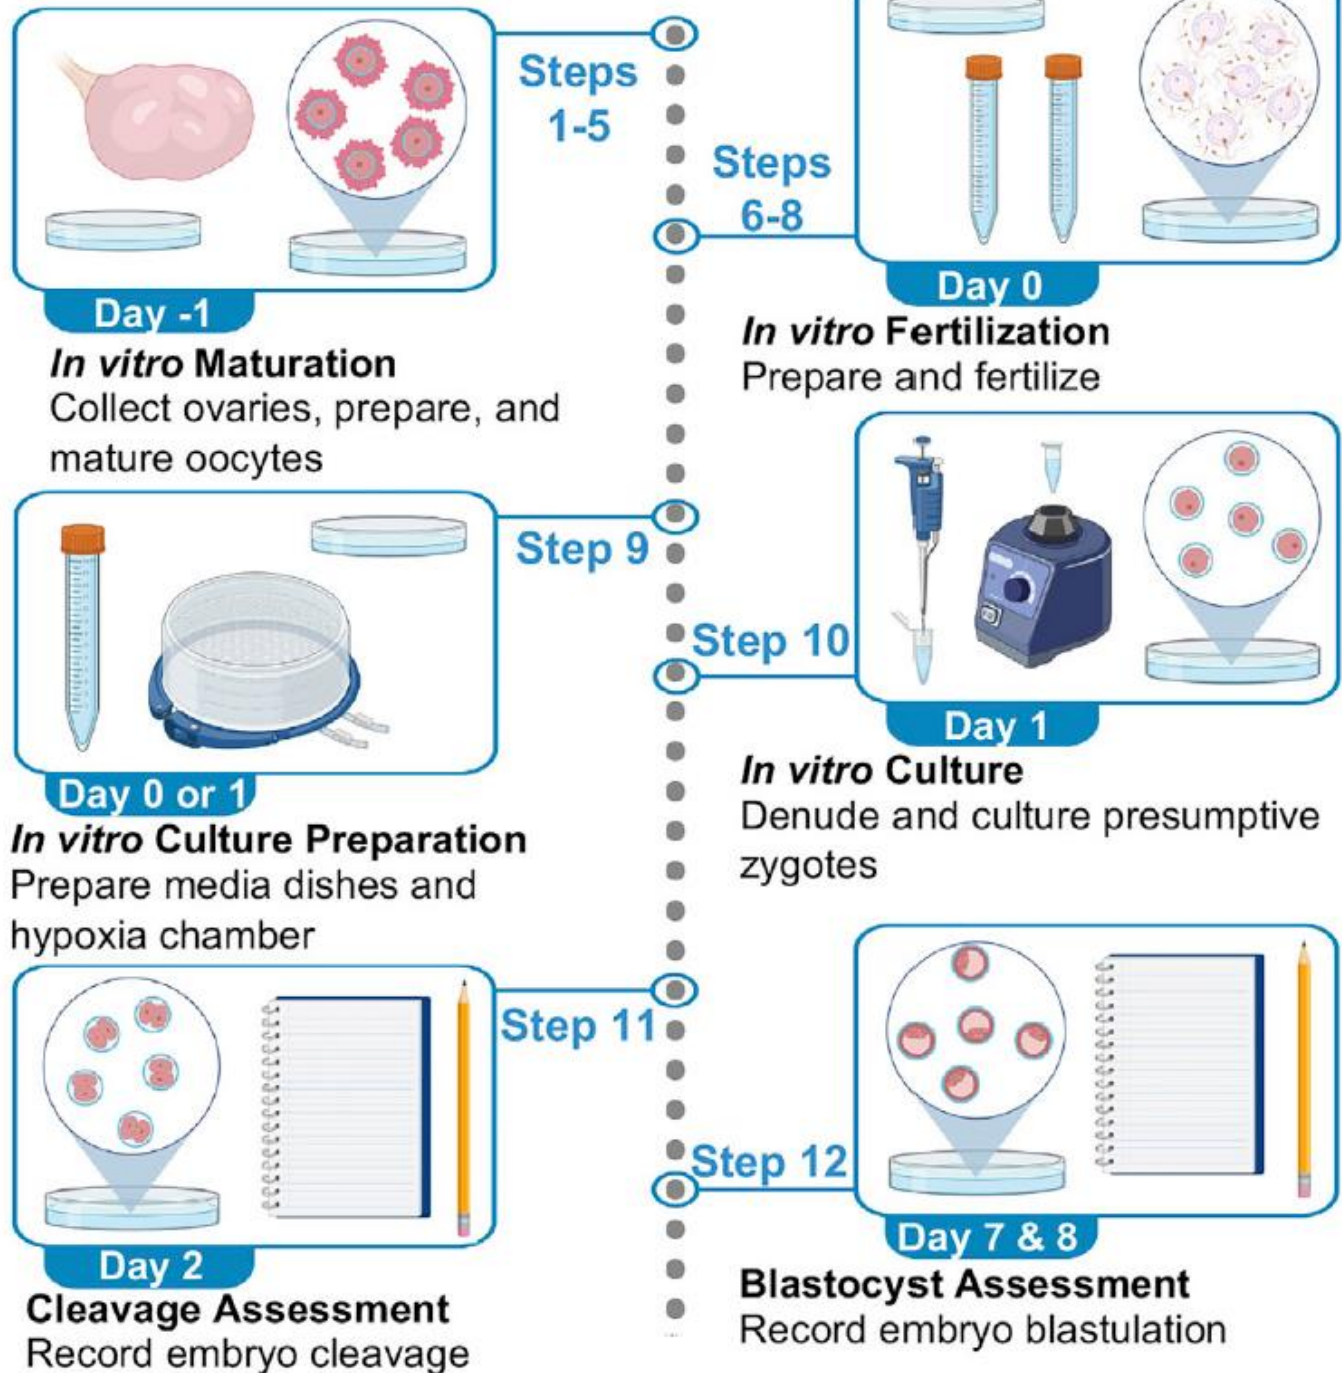 Steps
1-5
Day -1
In vitro Maturation
Collect ovaries, prepare, and
mature oocytes
Steps
6-8
Day 0
In vitro Fertilization
Prepare and fertilize
Step 9
Day 0 or 1
In vitro Culture Preparation
Prepare media dishes and
hypoxia chamber
Step 10
Day 1
In vitro Culture
Denude and culture presumptive
zygotes
Step 11
Day 2
Cleavage Assessment
Record embryo cleavage
Step 12
Day 7 & 8
Blastocyst Assessment
Record embryo blastulation